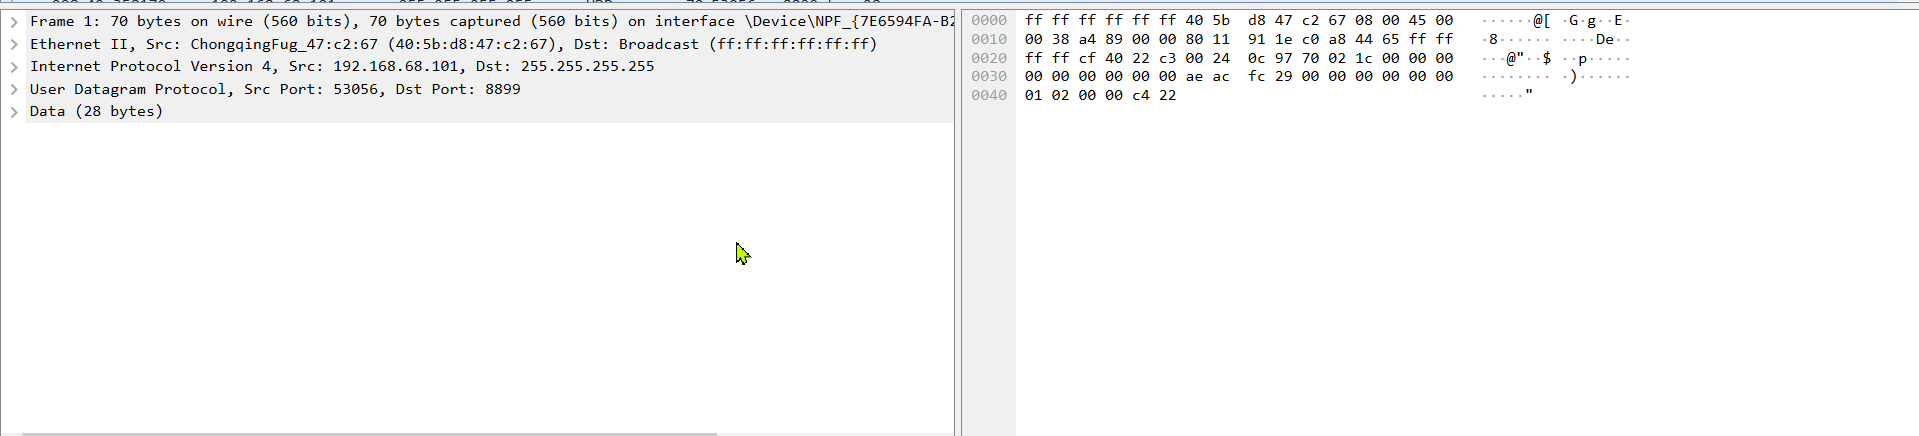 Frame 1: 70 bytes on wire (560 bits), 70 bytes captured (560 bits) on interface \Device\NPF_{7E6594FA-B2
Ethernet II, Src: ChongqingFug_47:c2:67 (40:5b:d8:47:c2:67), Dst: Broadcast (ff:ff:ff:ff:ff:ff)
Internet Protocol Version 4, Src: 192.168.68.101, Dst: 255.255.255.255
User Datagram Protocol, Src Port: 53056, Dst Port: 8899
Data (28 bytes)
0000 ff ff ff ff ff ff 40 5b d8 47 c2 67 08 00 45 00 ······@[ ·G·g··E·
0010 00 38 a4 89 00 00 80 11 91 1e c0 a8 44 65 ff ff ·8······ ····De··
0020 ff ff cf 40 22 c3 00 24 0c 97 70 02 1c 00 00 00 ···@"··$ ··p·····
0030 00 00 00 00 00 00 ae ac fc 29 00 00 00 00 00 00 ········ ·)······
0040 01 02 00 00 c4 22 ·····"